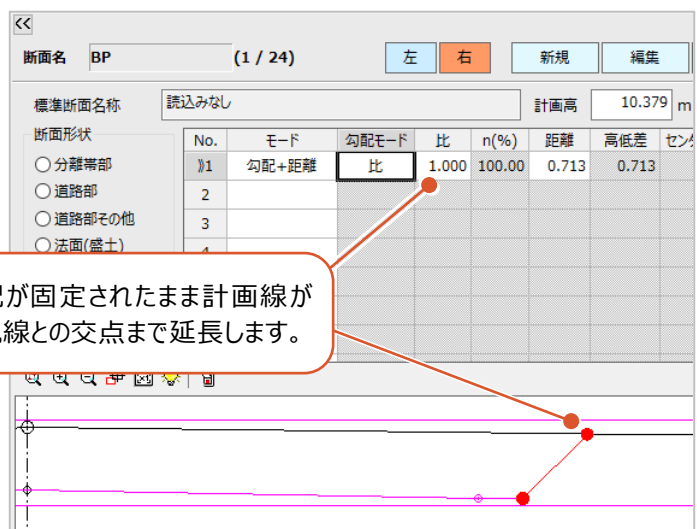 <<
断面名 BP (1 / 24) 左 右 新規 編集
標準断面名称 読込みなし 計画高 10.379 m
断面形状
No. モード 勾配モード 比 n(%) 距離 高低差
1 勾配+距離 比 1.000 100.00 0.713 0.713
2
3
分離帯部
道路部
道路部その他
法面(盛土)
が固定されたまま計画線が
線との交点まで延長します。